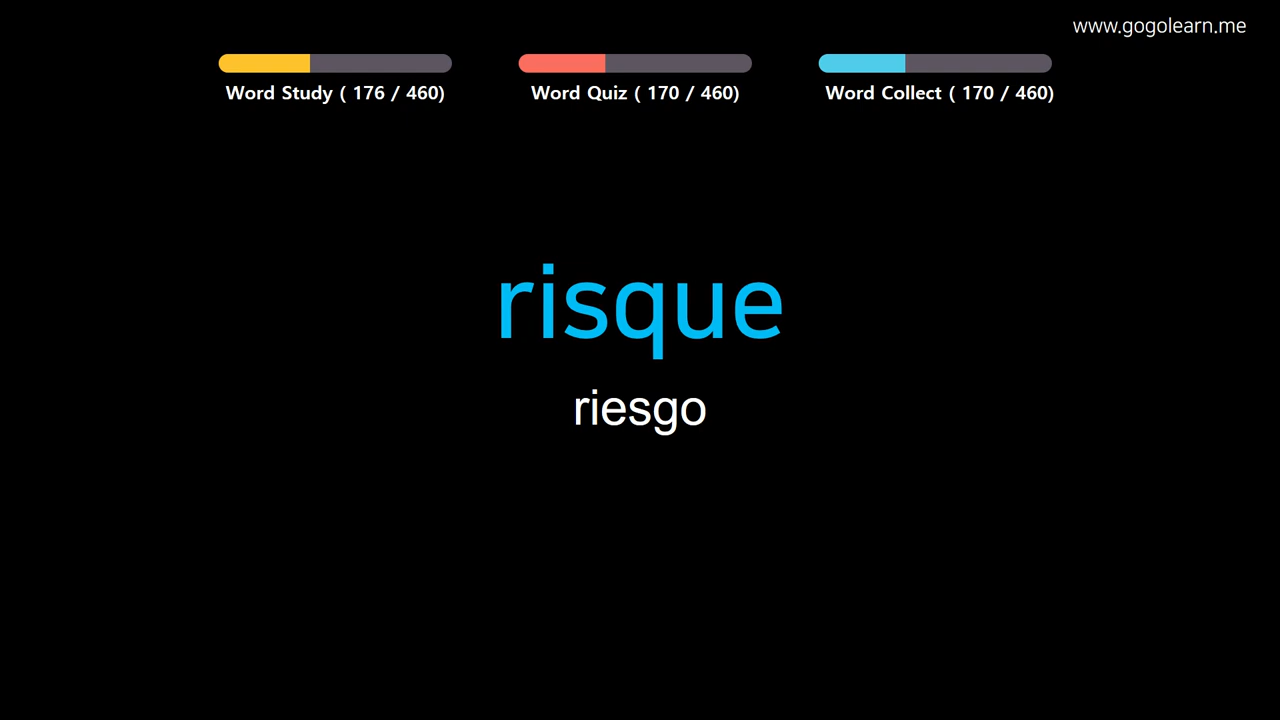 www.gogolearn.me
Word Study ( 176 / 460)
Word Quiz ( 170 / 460)
Word Collect ( 170 / 460)
risque
riesgo